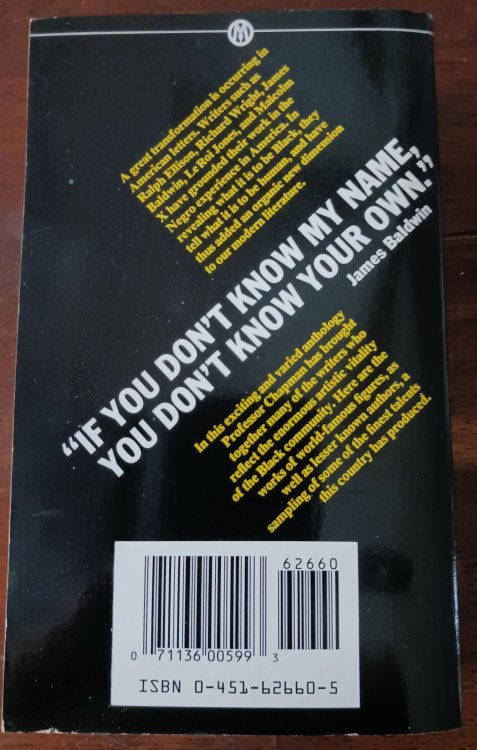 A great transformation is occurring in
American letters. Writers such as
Ralph Ellison, Richard Wright, James
Baldwin, LeRoi Jones, and Malcolm
X have grounded their work in the
Negro experience in America. In
revealing what it is to be Black, they
tell what it is to be human, and have
thus added an organic new dimension
to our modern literature.
“IF YOU DON'T KNOW MY NAME,
YOU DON'T KNOW YOUR OWN.”
James Baldwin
In this exciting and varied anthology
Professor Chapman has brought
together many of the writers who
reflect the enormous artistic vitality
of the Black community. Here are the
works of world-famous figures, as
well as lesser known authors, a
sampling of some of the finest talents
this country has produced.
62660
0 71136 00599 3
ISBN 0-451-62660-5